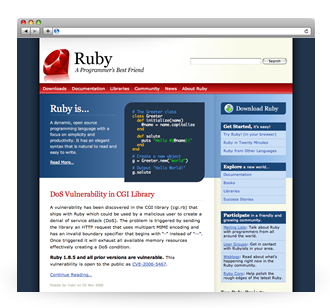 Ruby
A Programmer's Best Friend
Search
Downloads Documentation Libraries Community News About Ruby
Ruby is...
A dynamic, open source
programming language with a
focus on simplicity and
productivity. It has an elegant
syntax that is natural to read and
easy to write.
Read More...
# The Greeter class
class Greeter
def initialize(name)
@name = name.capitalize
end
def salute
puts "Hello #{@name}!"
end
end
# Create a new object
g = Greeter.new("world")
# Output "Hello World!"
g.salute
Download Ruby
Get Started, it's easy!
Try Ruby! (in your browser)
Ruby in Twenty Minutes
Ruby from Other Languages
Explore a new world...
Documentation
Books
Libraries
Success Stories
DoS Vulnerability in CGI Library
A vulnerability has been discovered in the CGI library (cgi.rb) that
ships with Ruby which could be used by a malicious user to create a
denial of service attack (DoS). The problem is triggered by sending
the library an HTTP request that uses multipart MIME encoding and
has an invalid boundary specifier that begins with "-" instead of "--".
Once triggered it will exhaust all available memory resources
effectively creating a DoS condition.
Ruby 1.8.5 and all prior versions are vulnerable. This
vulnerability is open to the public as CVE-2006-5467.
Continue Reading...
Participate in a friendly and
growing community.
Mailing Lists: Talk about Ruby
with programmers from all
around the world.
User Groups: Get in contact
with Rubyists in your area.
Weblogs: Read about what's
happening right now in the
Ruby community.
Ruby Core: Help polish the
rough edges of the latest Ruby.